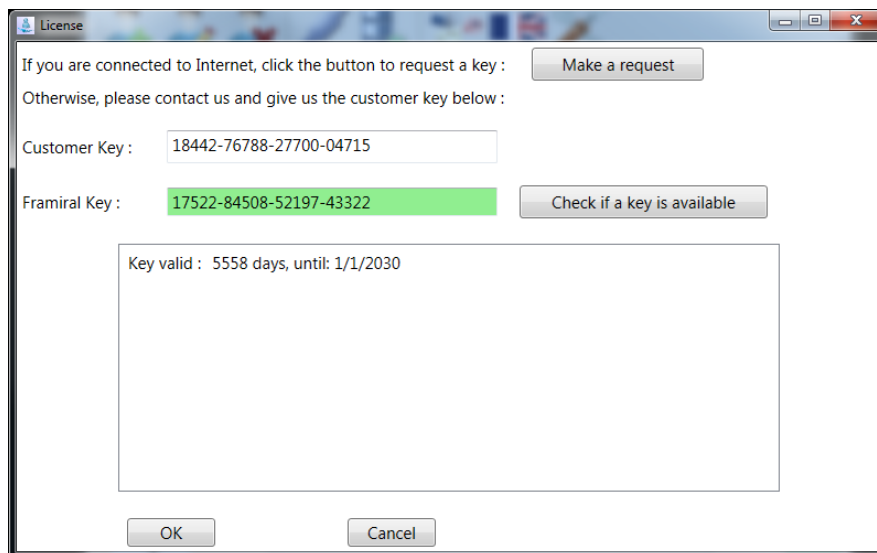 License
If you are connected to Internet, click the button to request a key : Make a request
Otherwise, please contact us and give us the customer key below :
Customer Key : 18442-76788-27700-04715
Framiral Key : 17522-84508-52197-43322 Check if a key is available
Key valid : 5558 days, until: 1/1/2030
OK Cancel